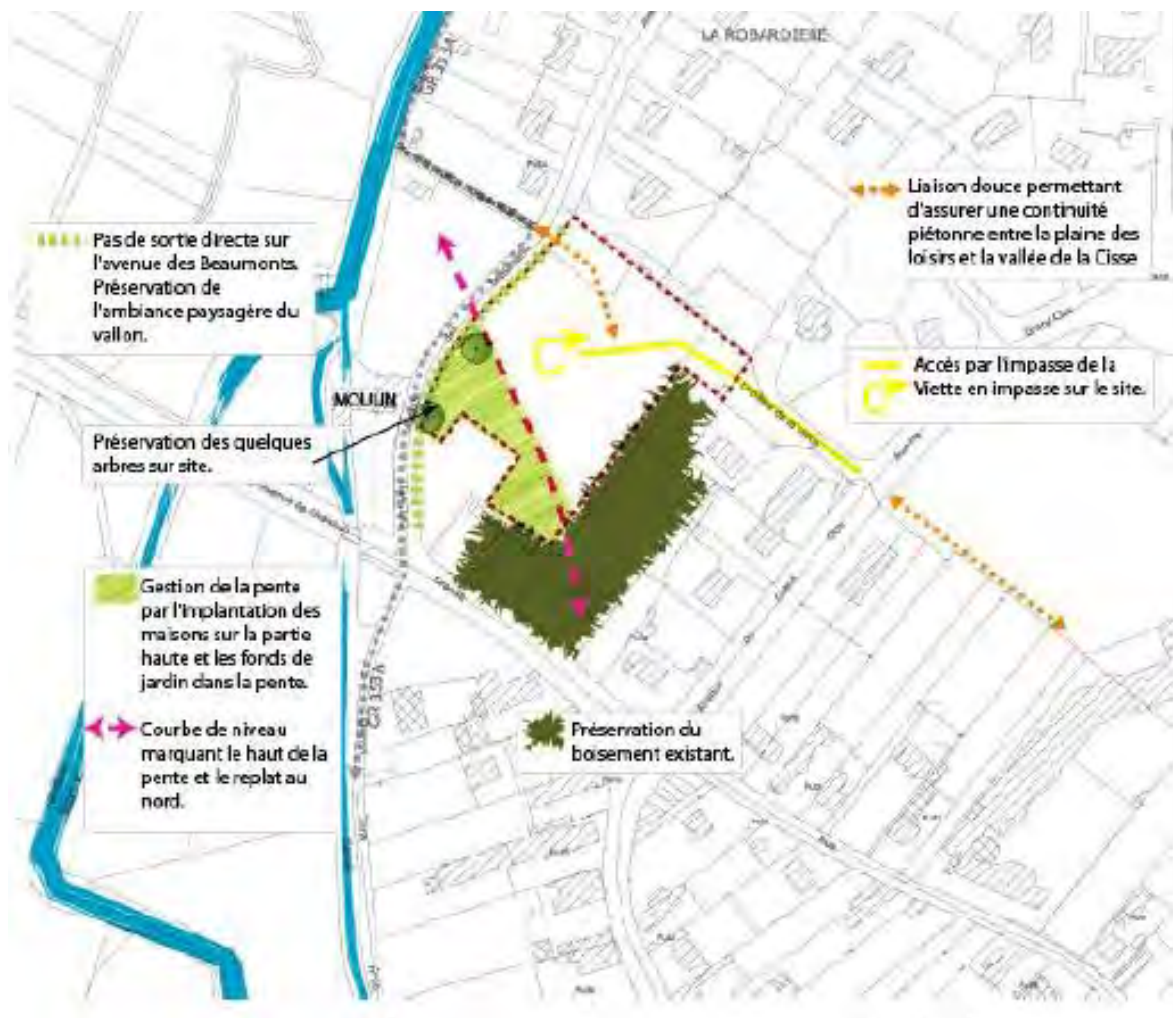 LA ROBARDIERE
GR 353A
Liaison douce permettant
d'assurer une continuité
piétonne entre la plaine des
loisirs et la vallée de la Cisse
Pas de sortie directe sur
l'avenue des Beaumonts.
Préservation de
l'ambiance paysagère du
vallon.
Accès par l'impasse de la
Viette en impasse sur le site.
MOULIN
Préservation des quelques
arbres sur site.
Gestion de la pente
par l'implantation des
maisons sur la partie
haute et les fonds de
jardin dans la pente.
GR 353A
Courbe de niveau
marquant le haut de la
pente et le replat au
nord.
Préservation du
boisement existant.